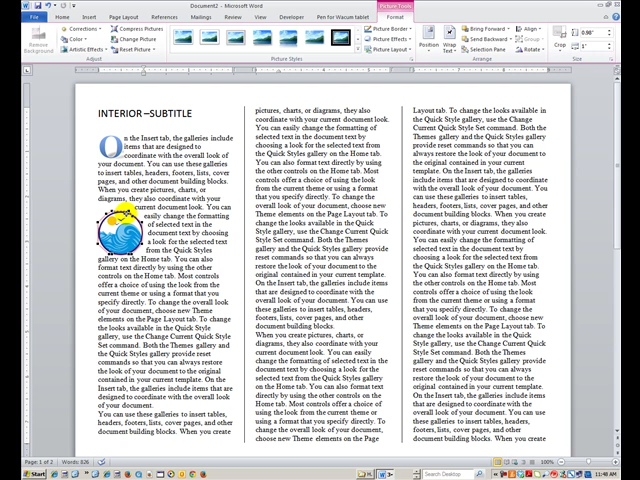 Document2 - Microsoft Word
Picture Tools
File
Home
Insert
Page Layout
References
Mailings
Review
View
Developer
Pen for Wacum tablet
Format
Remove Background
Corrections
Color
Artistic Effects
Compress Pictures
Change Picture
Reset Picture
Adjust
Picture Styles
Picture Border
Picture Effects
Picture Layout
Position
Wrap Text
Bring Forward
Send Backward
Selection Pane
Align
Group
Rotate
Arrange
Crop
0.98"
1"
Size
INTERIOR –SUBTITLE
On the Insert tab, the galleries include
items that are designed to
coordinate with the overall look of
your document. You can use these galleries
to insert tables, headers, footers, lists, cover
pages, and other document building blocks.
When you create pictures, charts, or
diagrams, they also coordinate with your
current document look. You can
easily change the formatting
of selected text in the
document text by choosing
a look for the selected text
from the Quick Styles
gallery on the Home tab. You can also
format text directly by using the other
controls on the Home tab. Most controls
offer a choice of using the look from the
current theme or using a format that you
specify directly. To change the overall look
of your document, choose new Theme
elements on the Page Layout tab. To change
the looks available in the Quick Style
gallery, use the Change Current Quick Style
Set command. Both the Themes gallery and
the Quick Styles gallery provide reset
commands so that you can always restore
the look of your document to the original
contained in your current template. On the
Insert tab, the galleries include items that are
designed to coordinate with the overall look
of your document.
You can use these galleries to insert tables,
headers, footers, lists, cover pages, and other
document building blocks. When you create
pictures, charts, or diagrams, they also
coordinate with your current document look.
You can easily change the formatting of
selected text in the document text by
choosing a look for the selected text from
the Quick Styles gallery on the Home tab.
You can also format text directly by using
the other controls on the Home tab. Most
controls offer a choice of using the look
from the current theme or using a format
that you specify directly. To change the
overall look of your document, choose new
Theme elements on the Page Layout tab. To
change the looks available in the Quick
Style gallery, use the Change Current Quick
Style Set command. Both the Themes
gallery and the Quick Styles gallery provide
reset commands so that you can always
restore the look of your document to the
original contained in your current template.
On the Insert tab, the galleries include items
that are designed to coordinate with the
overall look of your document. You can use
these galleries to insert tables, headers,
footers, lists, cover pages, and other
document building blocks.
When you create pictures, charts, or
diagrams, they also coordinate with your
current document look. You can easily
change the formatting of selected text in the
document text by choosing a look for the
selected text from the Quick Styles gallery
on the Home tab. You can also format text
directly by using the other controls on the
Home tab. Most controls offer a choice of
using the look from the current theme or
using a format that you specify directly. To
change the overall look of your document,
choose new Theme elements on the Page
Layout tab. To change the looks available in
the Quick Style gallery, use the Change
Current Quick Style Set command. Both the
Themes gallery and the Quick Styles gallery
provide reset commands so that you can
always restore the look of your document to
the original contained in your current
template. On the Insert tab, the galleries
include items that are designed to coordinate
with the overall look of your document. You
can use these galleries to insert tables,
headers, footers, lists, cover pages, and other
document building blocks. When you create
pictures, charts, or diagrams, they also
coordinate with your current document look.
You can easily change the formatting of
selected text in the document text by
choosing a look for the selected text from
the Quick Styles gallery on the Home tab.
You can also format text directly by using
the other controls on the Home tab. Most
controls offer a choice of using the look
from the current theme or using a format
that you specify directly. To change the
overall look of your document, choose new
Theme elements on the Page Layout tab. To
change the looks available in the Quick
Style gallery, use the Change Current Quick
Style Set command. Both the Themes
gallery and the Quick Styles gallery provide
reset commands so that you can always
restore the look of your document to the
original contained in your current template.
On the Insert tab, the galleries include items
that are designed to coordinate with the
overall look of your document. You can use
these galleries to insert tables, headers,
footers, lists, cover pages, and other
document building blocks. When you create
Page: 1 of 2
Words: 826
100%
Start
Search Desktop
11:48 AM